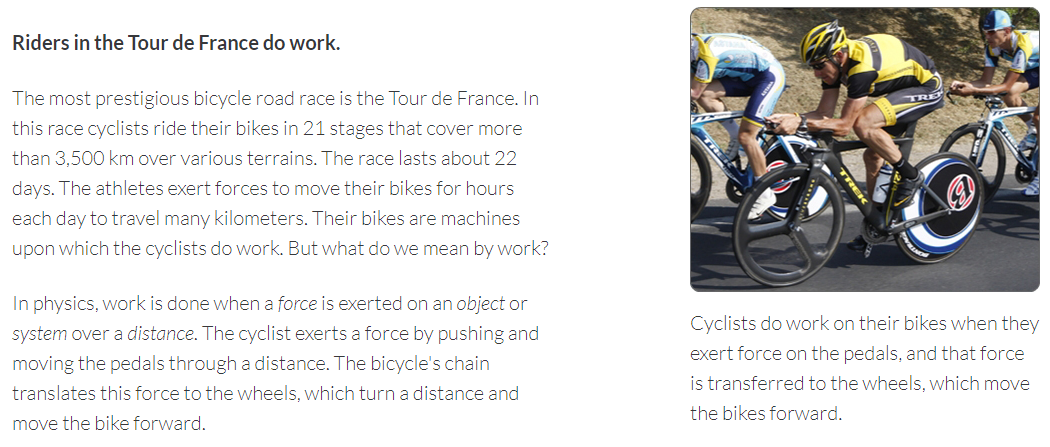 Riders in the Tour de France do work.
The most prestigious bicycle road race is the Tour de France. In
this race cyclists ride their bikes in 21 stages that cover more
than 3,500 km over various terrains. The race lasts about 22
days. The athletes exert forces to move their bikes for hours
each day to travel many kilometers. Their bikes are machines
upon which the cyclists do work. But what do we mean by work?
In physics, work is done when a force is exerted on an object or
system over a distance. The cyclist exerts a force by pushing and
moving the pedals through a distance. The bicycle's chain
translates this force to the wheels, which turn a distance and
move the bike forward.
TREK
TREK
Cyclists do work on their bikes when they
exert force on the pedals, and that force
is transferred to the wheels, which move
the bikes forward.